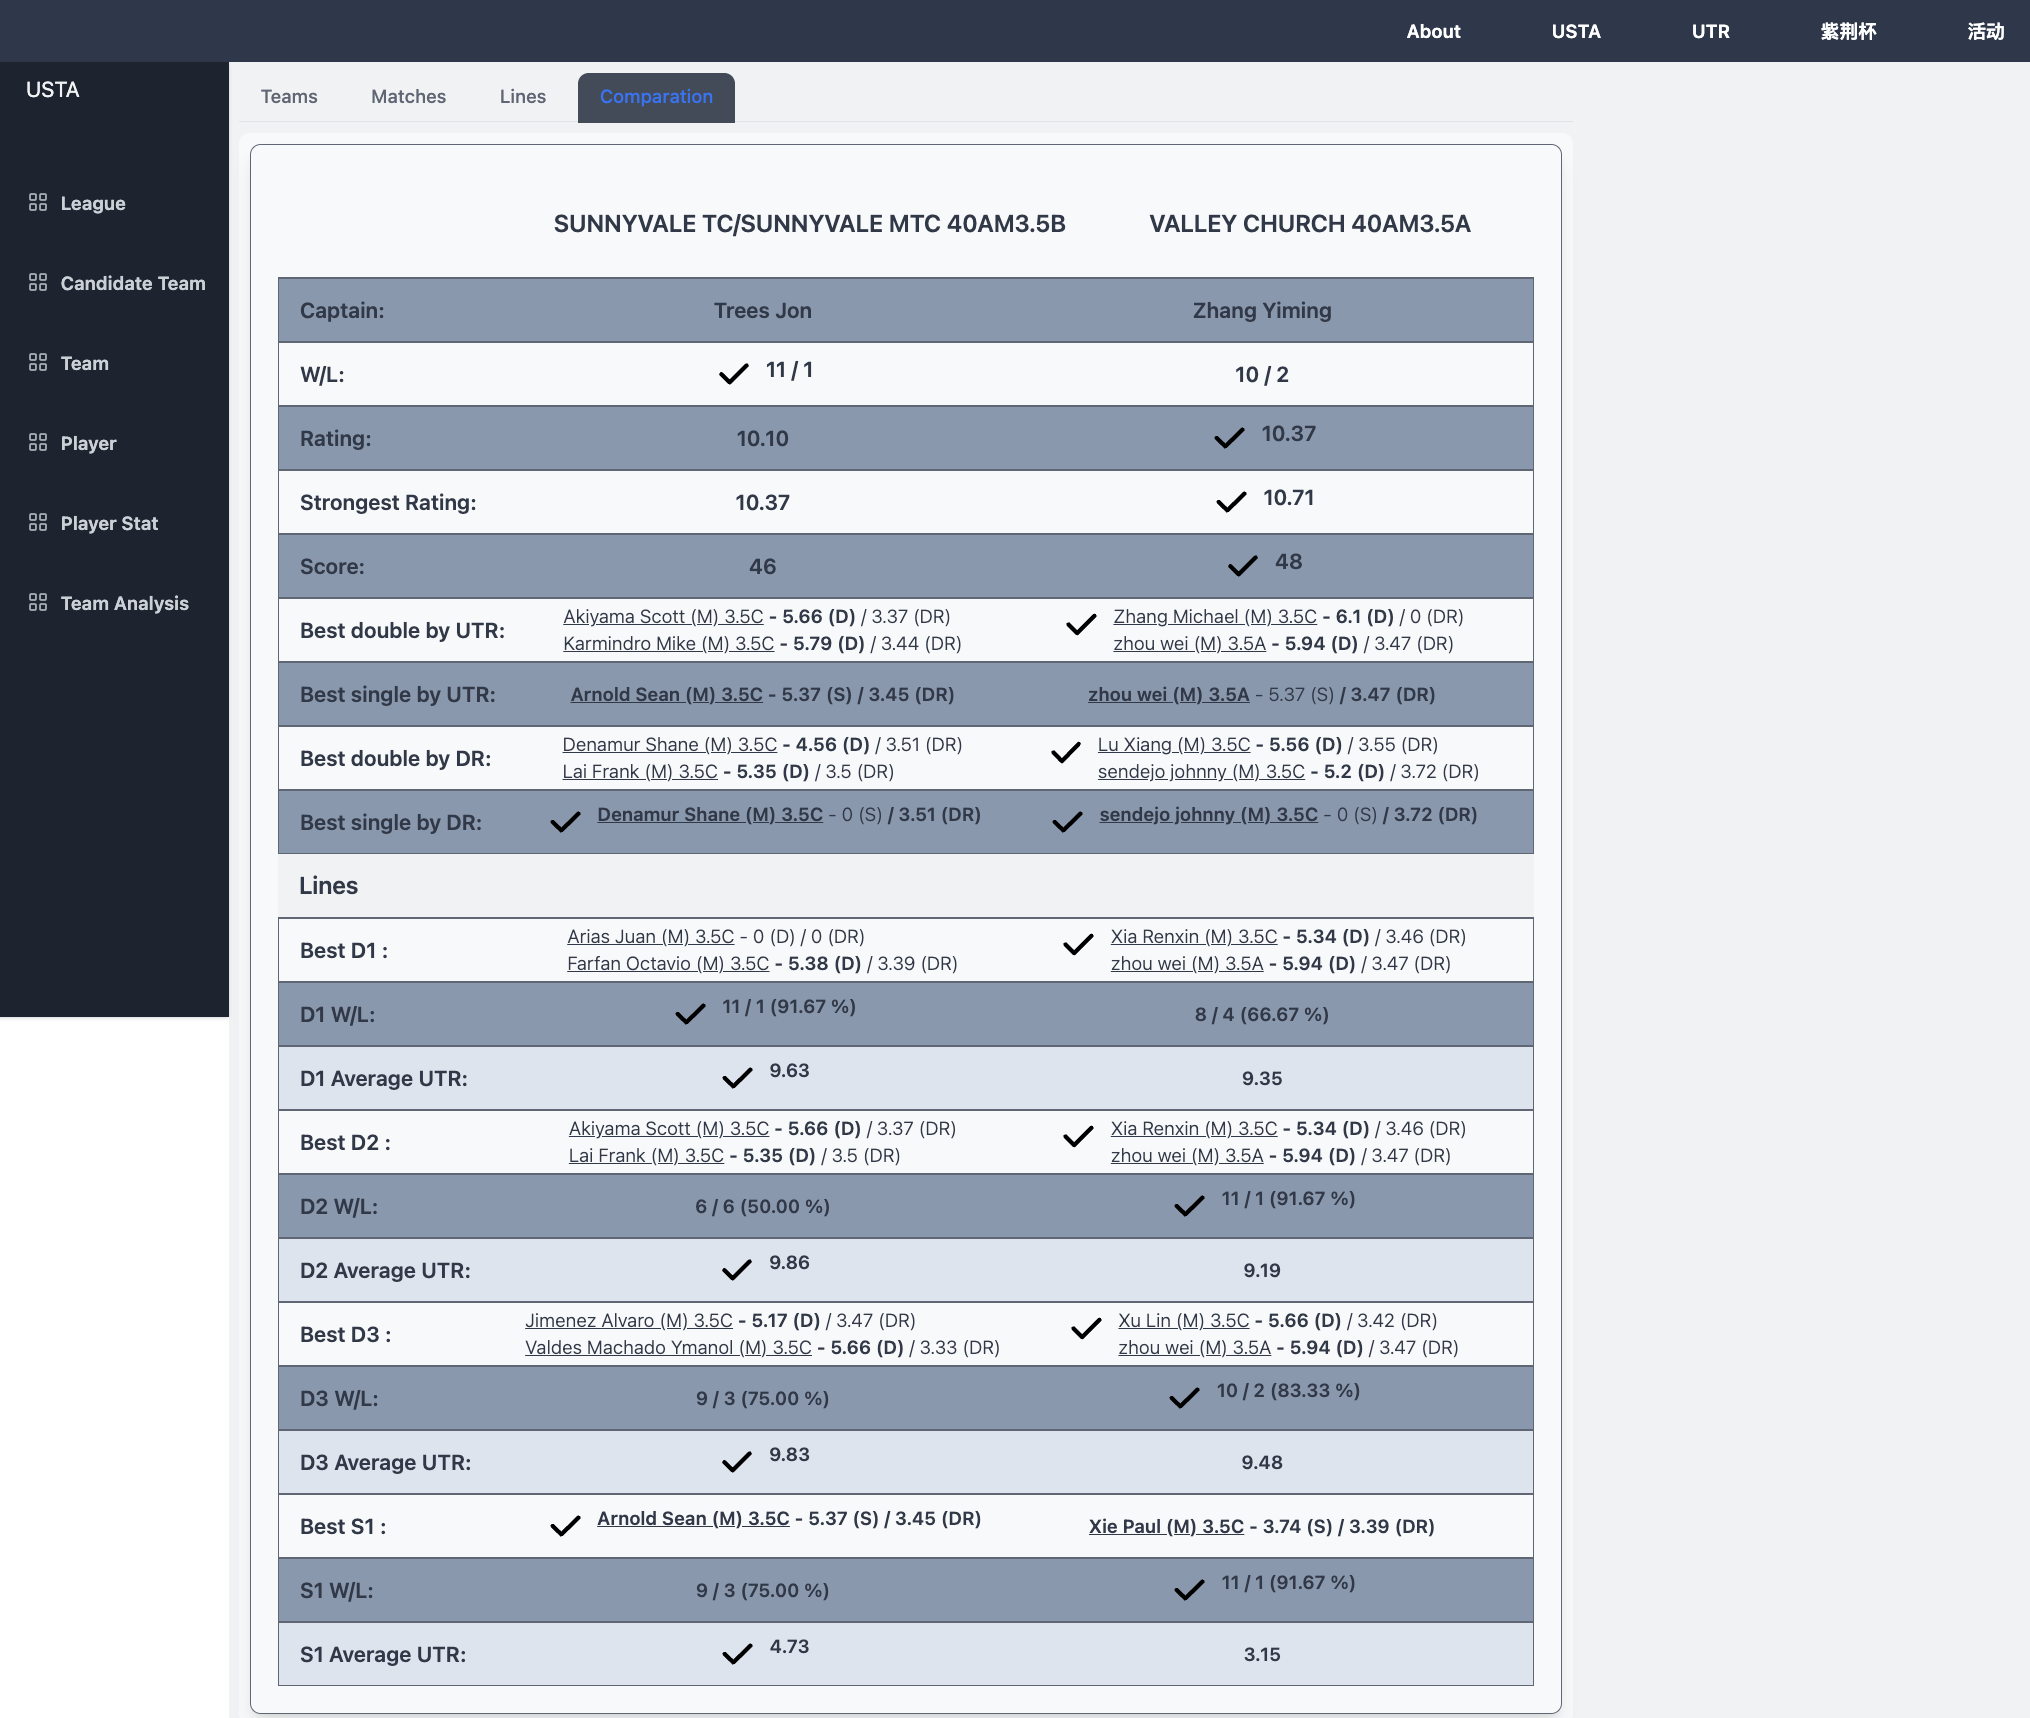 About USTA UTR 紫荆杯 活动
USTA
League
Candidate Team
Team
Player
Player Stat
Team Analysis
Teams Matches Lines Comparation
SUNNYVALE TC/SUNNYVALE MTC 40AM3.5B VALLEY CHURCH 40AM3.5A
Captain: Trees Jon Zhang Yiming
W/L: 11 / 1 10 / 2
Rating: 10.10 10.37
Strongest Rating: 10.37 10.71
Score: 46 48
Best double by UTR:
Akiyama Scott (M) 3.5C - 5.66 (D) / 3.37 (DR)
Karmindro Mike (M) 3.5C - 5.79 (D) / 3.44 (DR)
Zhang Michael (M) 3.5C - 6.1 (D) / 0 (DR)
zhou wei (M) 3.5A - 5.94 (D) / 3.47 (DR)
Best single by UTR: Arnold Sean (M) 3.5C - 5.37 (S) / 3.45 (DR) zhou wei (M) 3.5A - 5.37 (S) / 3.47 (DR)
Best double by DR:
Denamur Shane (M) 3.5C - 4.56 (D) / 3.51 (DR)
Lai Frank (M) 3.5C - 5.35 (D) / 3.5 (DR)
Lu Xiang (M) 3.5C - 5.56 (D) / 3.55 (DR)
sendejo johnny (M) 3.5C - 5.2 (D) / 3.72 (DR)
Best single by DR: Denamur Shane (M) 3.5C - 0 (S) / 3.51 (DR) sendejo johnny (M) 3.5C - 0 (S) / 3.72 (DR)
Lines
Best D1 :
Arias Juan (M) 3.5C - 0 (D) / 0 (DR)
Farfan Octavio (M) 3.5C - 5.38 (D) / 3.39 (DR)
Xia Renxin (M) 3.5C - 5.34 (D) / 3.46 (DR)
zhou wei (M) 3.5A - 5.94 (D) / 3.47 (DR)
D1 W/L: 11 / 1 (91.67 %) 8 / 4 (66.67 %)
D1 Average UTR: 9.63 9.35
Best D2 :
Akiyama Scott (M) 3.5C - 5.66 (D) / 3.37 (DR)
Lai Frank (M) 3.5C - 5.35 (D) / 3.5 (DR)
Xia Renxin (M) 3.5C - 5.34 (D) / 3.46 (DR)
zhou wei (M) 3.5A - 5.94 (D) / 3.47 (DR)
D2 W/L: 6 / 6 (50.00 %) 11 / 1 (91.67 %)
D2 Average UTR: 9.86 9.19
Best D3 :
Jimenez Alvaro (M) 3.5C - 5.17 (D) / 3.47 (DR)
Valdes Machado Ymanol (M) 3.5C - 5.66 (D) / 3.33 (DR)
Xu Lin (M) 3.5C - 5.66 (D) / 3.42 (DR)
zhou wei (M) 3.5A - 5.94 (D) / 3.47 (DR)
D3 W/L: 9 / 3 (75.00 %) 10 / 2 (83.33 %)
D3 Average UTR: 9.83 9.48
Best S1 : Arnold Sean (M) 3.5C - 5.37 (S) / 3.45 (DR) Xie Paul (M) 3.5C - 3.74 (S) / 3.39 (DR)
S1 W/L: 9 / 3 (75.00 %) 11 / 1 (91.67 %)
S1 Average UTR: 4.73 3.15